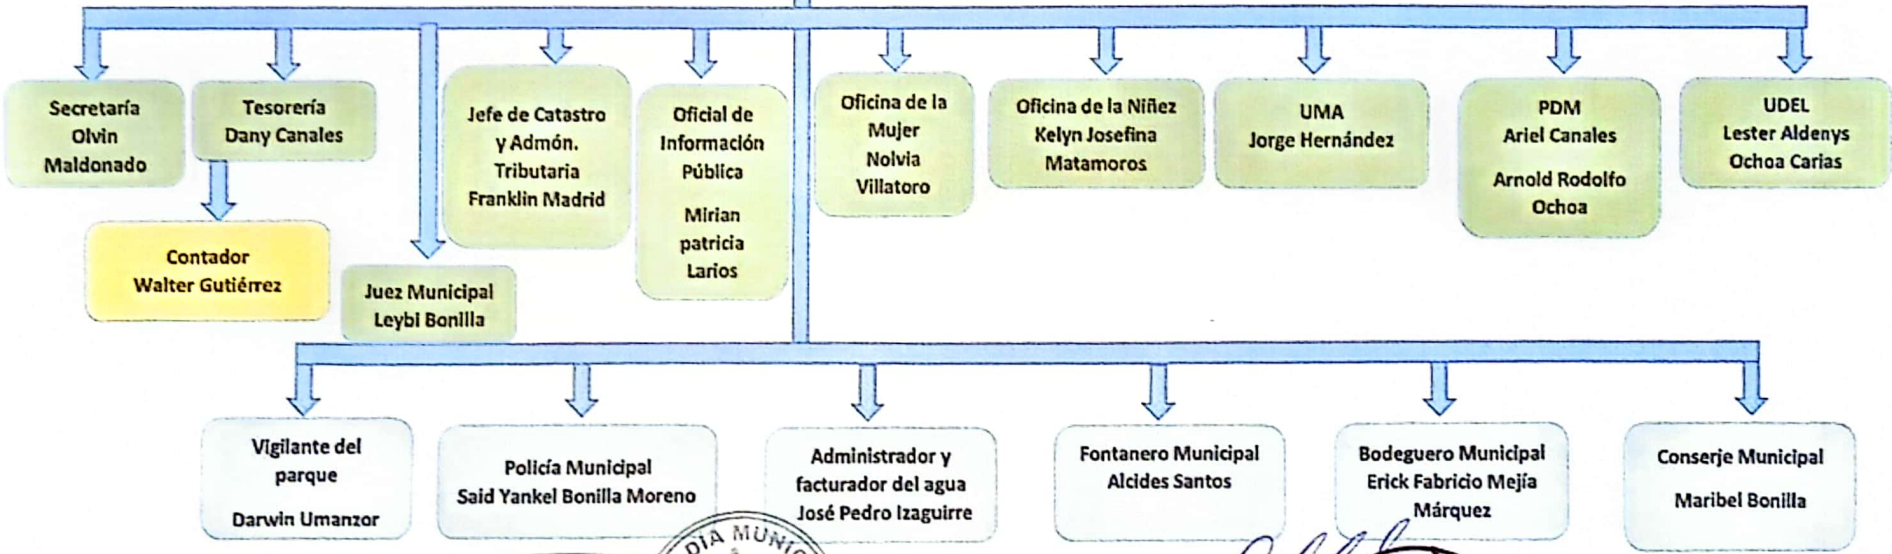 Secretaría
Olvin
Maldonado
Tesorería
Dany Canales
Jefe de Catastro
y Admón.
Tributaria
Franklin Madrid
Oficial de
Información
Pública
Mirian
patricia
Larios
Oficina de la
Mujer
Nolvia
Villatoro
Oficina de la Niñez
Kelyn Josefina
Matamoros
UMA
Jorge Hernández
PDM
Ariel Canales
Arnold Rodolfo
Ochoa
UDEL
Lester Aldenys
Ochoa Carias
Contador
Walter Gutiérrez
Juez Municipal
Leybi Bonilla
Vigilante del
parque
Darwin Umanzor
Policía Municipal
Said Yankel Bonilla Moreno
Administrador y
facturador del agua
José Pedro Izaguirre
Fontanero Municipal
Alcides Santos
Bodeguero Municipal
Erick Fabricio Mejía
Márquez
Conserje Municipal
Maribel Bonilla